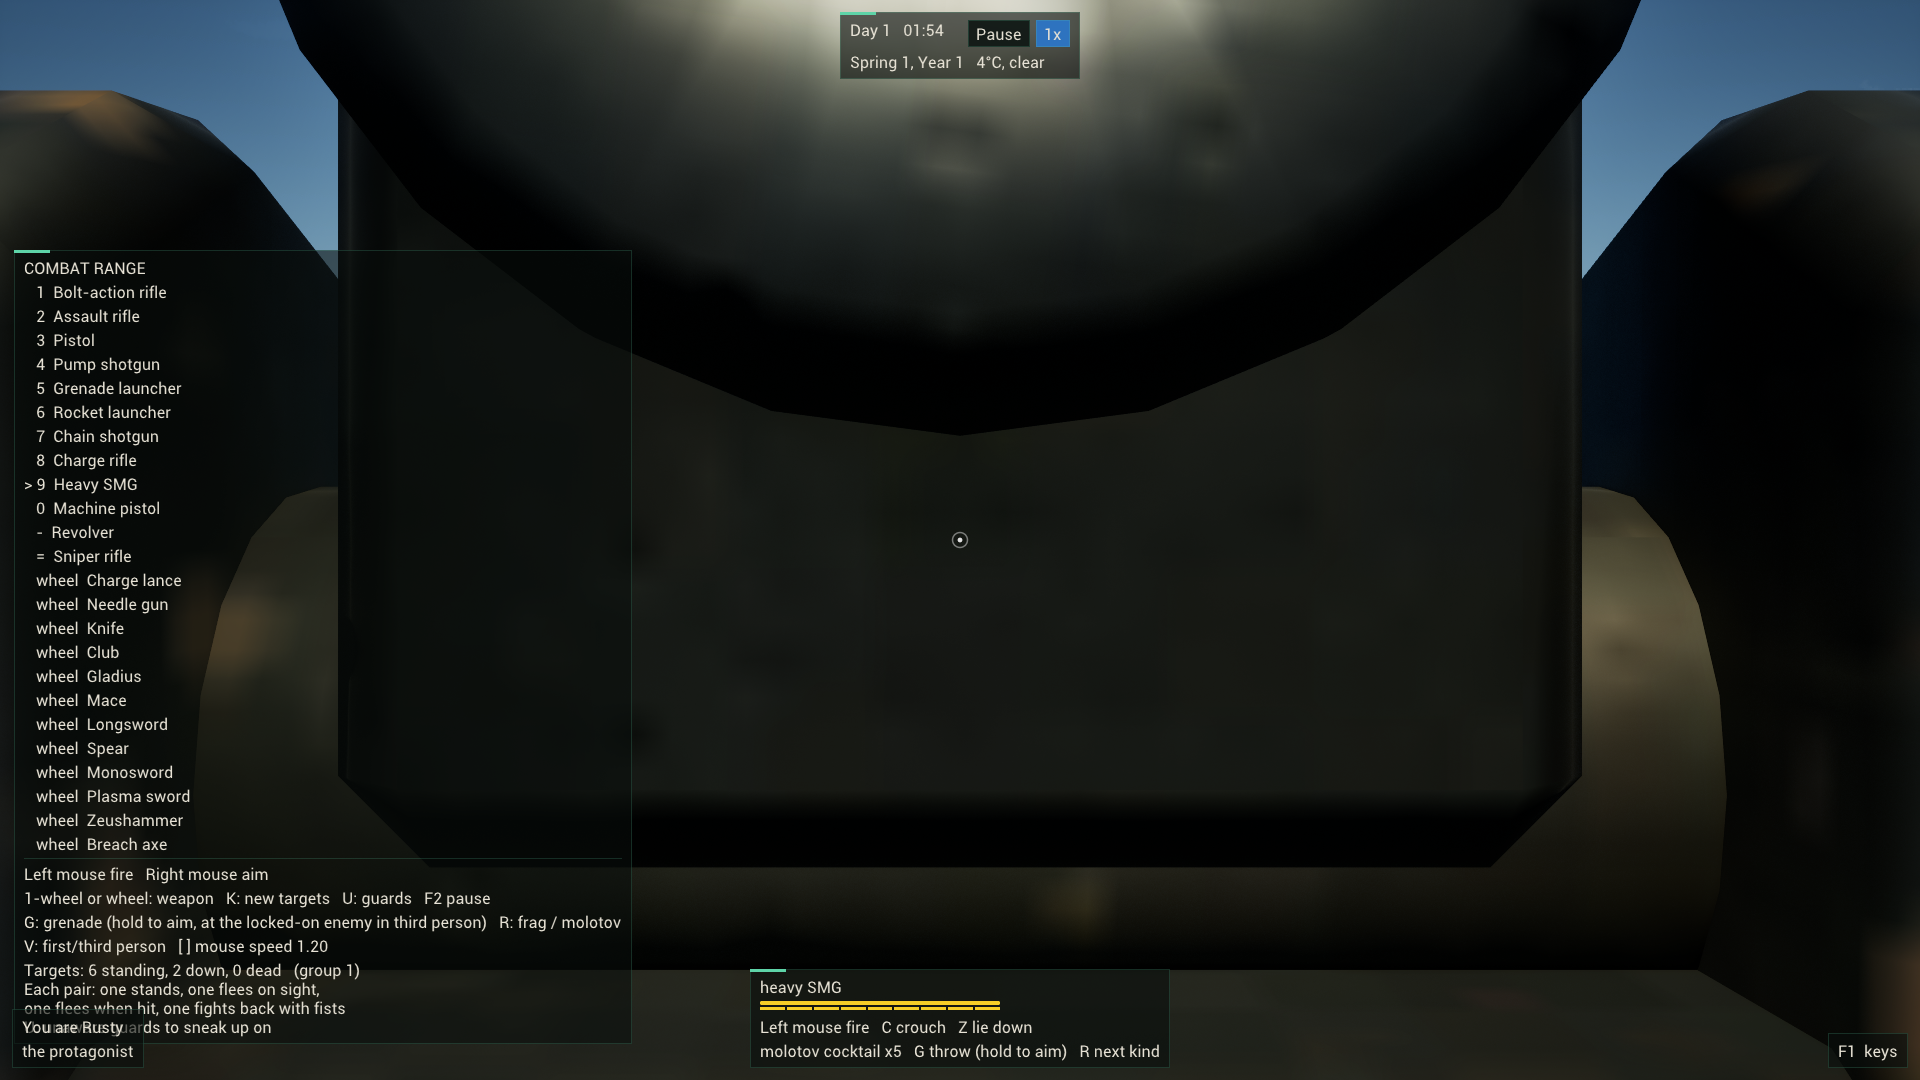 Day 1 01:54 Pause 1x
Spring 1, Year 1 4°C, clear
COMBAT RANGE
1 Bolt-action rifle
2 Assault rifle
3 Pistol
4 Pump shotgun
5 Grenade launcher
6 Rocket launcher
7 Chain shotgun
8 Charge rifle
> 9 Heavy SMG
0 Machine pistol
- Revolver
= Sniper rifle
wheel Charge lance
wheel Needle gun
wheel Knife
wheel Club
wheel Gladius
wheel Mace
wheel Longsword
wheel Spear
wheel Monosword
wheel Plasma sword
wheel Zeushammer
wheel Breach axe
Left mouse fire Right mouse aim
1-wheel or wheel: weapon K: new targets U: guards F2 pause
G: grenade (hold to aim, at the locked-on enemy in third person) R: frag / molotov
V: first/third person [ ] mouse speed 1.20
Targets: 6 standing, 2 down, 0 dead (group 1)
Each pair: one stands, one flees on sight,
one flees when hit, one fights back with fists
to sneak up on
You are Rusty
the protagonist
heavy SMG
Left mouse fire C crouch Z lie down
molotov cocktail x5 G throw (hold to aim) R next kind
F1 keys